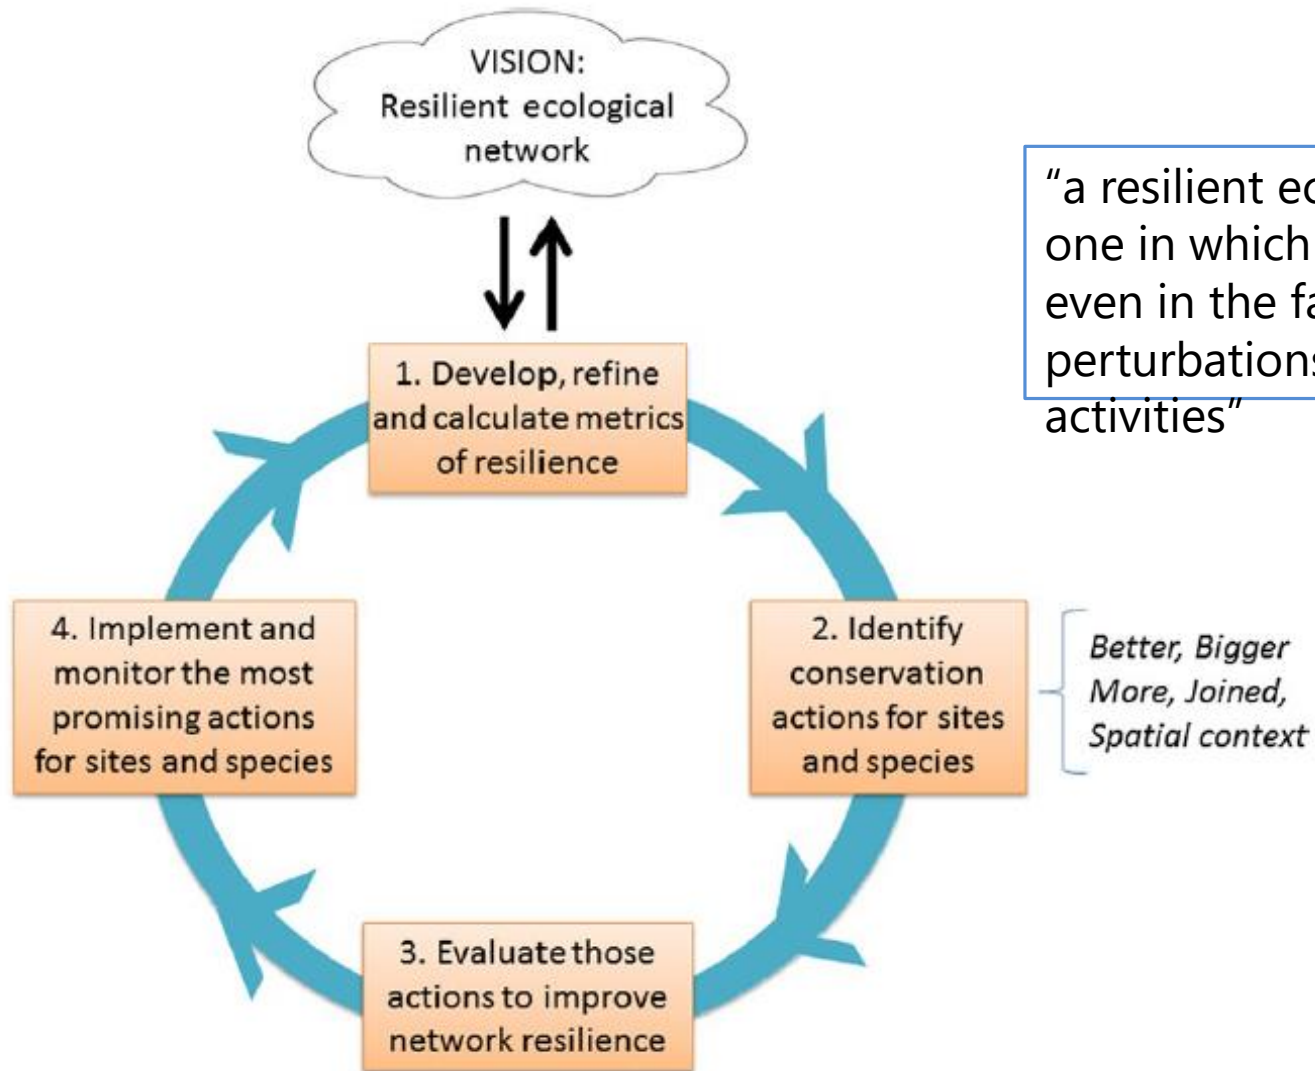 VISION:
Resilient ecological
network
"a resilient
one in which
even in the
perturbations
activities"
1. Develop, refine
and calculate metrics
of resilience
4. Implement and
monitor the most
promising actions
for sites and species
2. Identify
conservation
actions for sites
and species
Better, Bigger
More, Joined,
Spatial context
3. Evaluate those
actions to improve
network resilience